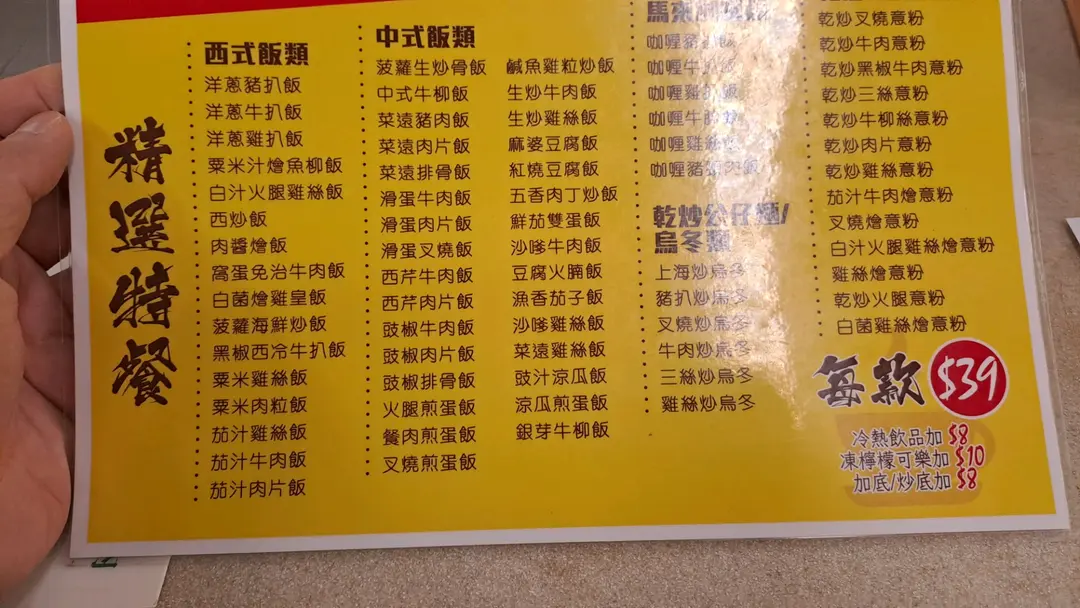 精選特餐
西式飯類
洋蔥豬扒飯
洋蔥牛扒飯
洋蔥雞扒飯
粟米汁燴魚柳飯
白汁火腿雞絲飯
西炒飯
肉醬燴飯
窩蛋免治牛肉飯
白菌燴雞皇飯
菠蘿海鮮炒飯
黑椒西冷牛扒飯
粟米雞絲飯
粟米肉粒飯
茄汁雞絲飯
茄汁牛肉飯
茄汁肉片飯
中式飯類
菠蘿生炒骨飯
中式牛柳飯
菜遠豬肉飯
菜遠肉片飯
菜遠排骨飯
滑蛋牛肉飯
滑蛋肉片飯
滑蛋叉燒飯
西芹牛肉飯
西芹肉片飯
豉椒牛肉飯
豉椒肉片飯
豉椒排骨飯
火腿煎蛋飯
餐肉煎蛋飯
叉燒煎蛋飯
鹹魚雞粒炒飯
生炒牛肉飯
生炒雞絲飯
麻婆豆腐飯
紅燒豆腐飯
五香肉丁炒飯
鮮茄雙蛋飯
沙嗲牛肉飯
豆腐火腩飯
漁香茄子飯
沙嗲雞絲飯
菜遠雞絲飯
豉汁涼瓜飯
涼瓜煎蛋飯
銀芽牛柳飯
咖喱豬扒飯
咖喱牛扒飯
咖喱雞扒飯
咖喱牛腩飯
咖喱雞絲飯
乾炒公仔麵/
烏冬類
上海炒烏冬
豬扒炒烏冬
叉燒炒烏冬
牛肉炒烏冬
三絲炒烏冬
雞絲炒烏冬
乾炒叉燒意粉
乾炒牛肉意粉
乾炒黑椒牛肉意粉
乾炒三絲意粉
乾炒牛柳絲意粉
乾炒肉片意粉
乾炒雞絲意粉
茄汁牛肉燴意粉
叉燒燴意粉
白汁火腿雞絲燴意粉
雞絲燴意粉
乾炒火腿意粉
白菌雞絲燴意粉
每款 $39
冷熱飲品加 $8
凍檸檬可樂加 $10
加底/炒底加 $8